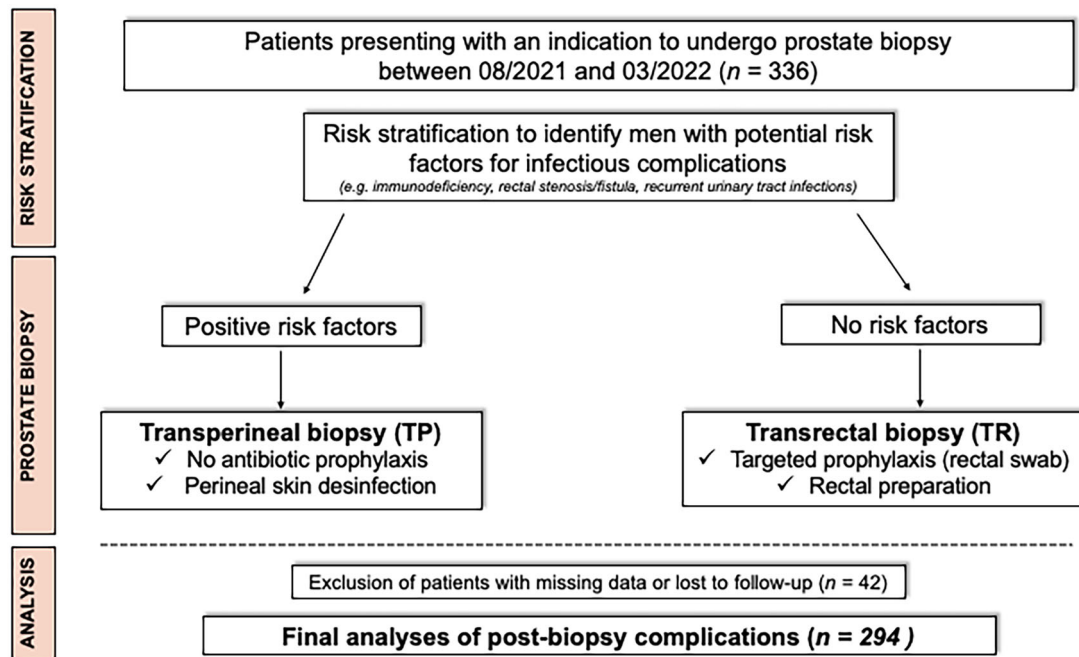 RISK STRATIFCATION
Patients presenting with an indication to undergo prostate biopsy
between 08/2021 and 03/2022 (n = 336)
Risk stratification to identify men with potential risk
factors for infectious complications
(e.g. immunodeficiency, rectal stenosis/fistula, recurrent urinary tract infections)
PROSTATE BIOPSY
Positive risk factors
No risk factors
Transperineal biopsy (TP)
✓ No antibiotic prophylaxis
✓ Perineal skin desinfection
Transrectal biopsy (TR)
✓ Targeted prophylaxis (rectal swab)
✓ Rectal preparation
ANALYSIS
Exclusion of patients with missing data or lost to follow-up (n = 42)
Final analyses of post-biopsy complications (n = 294)